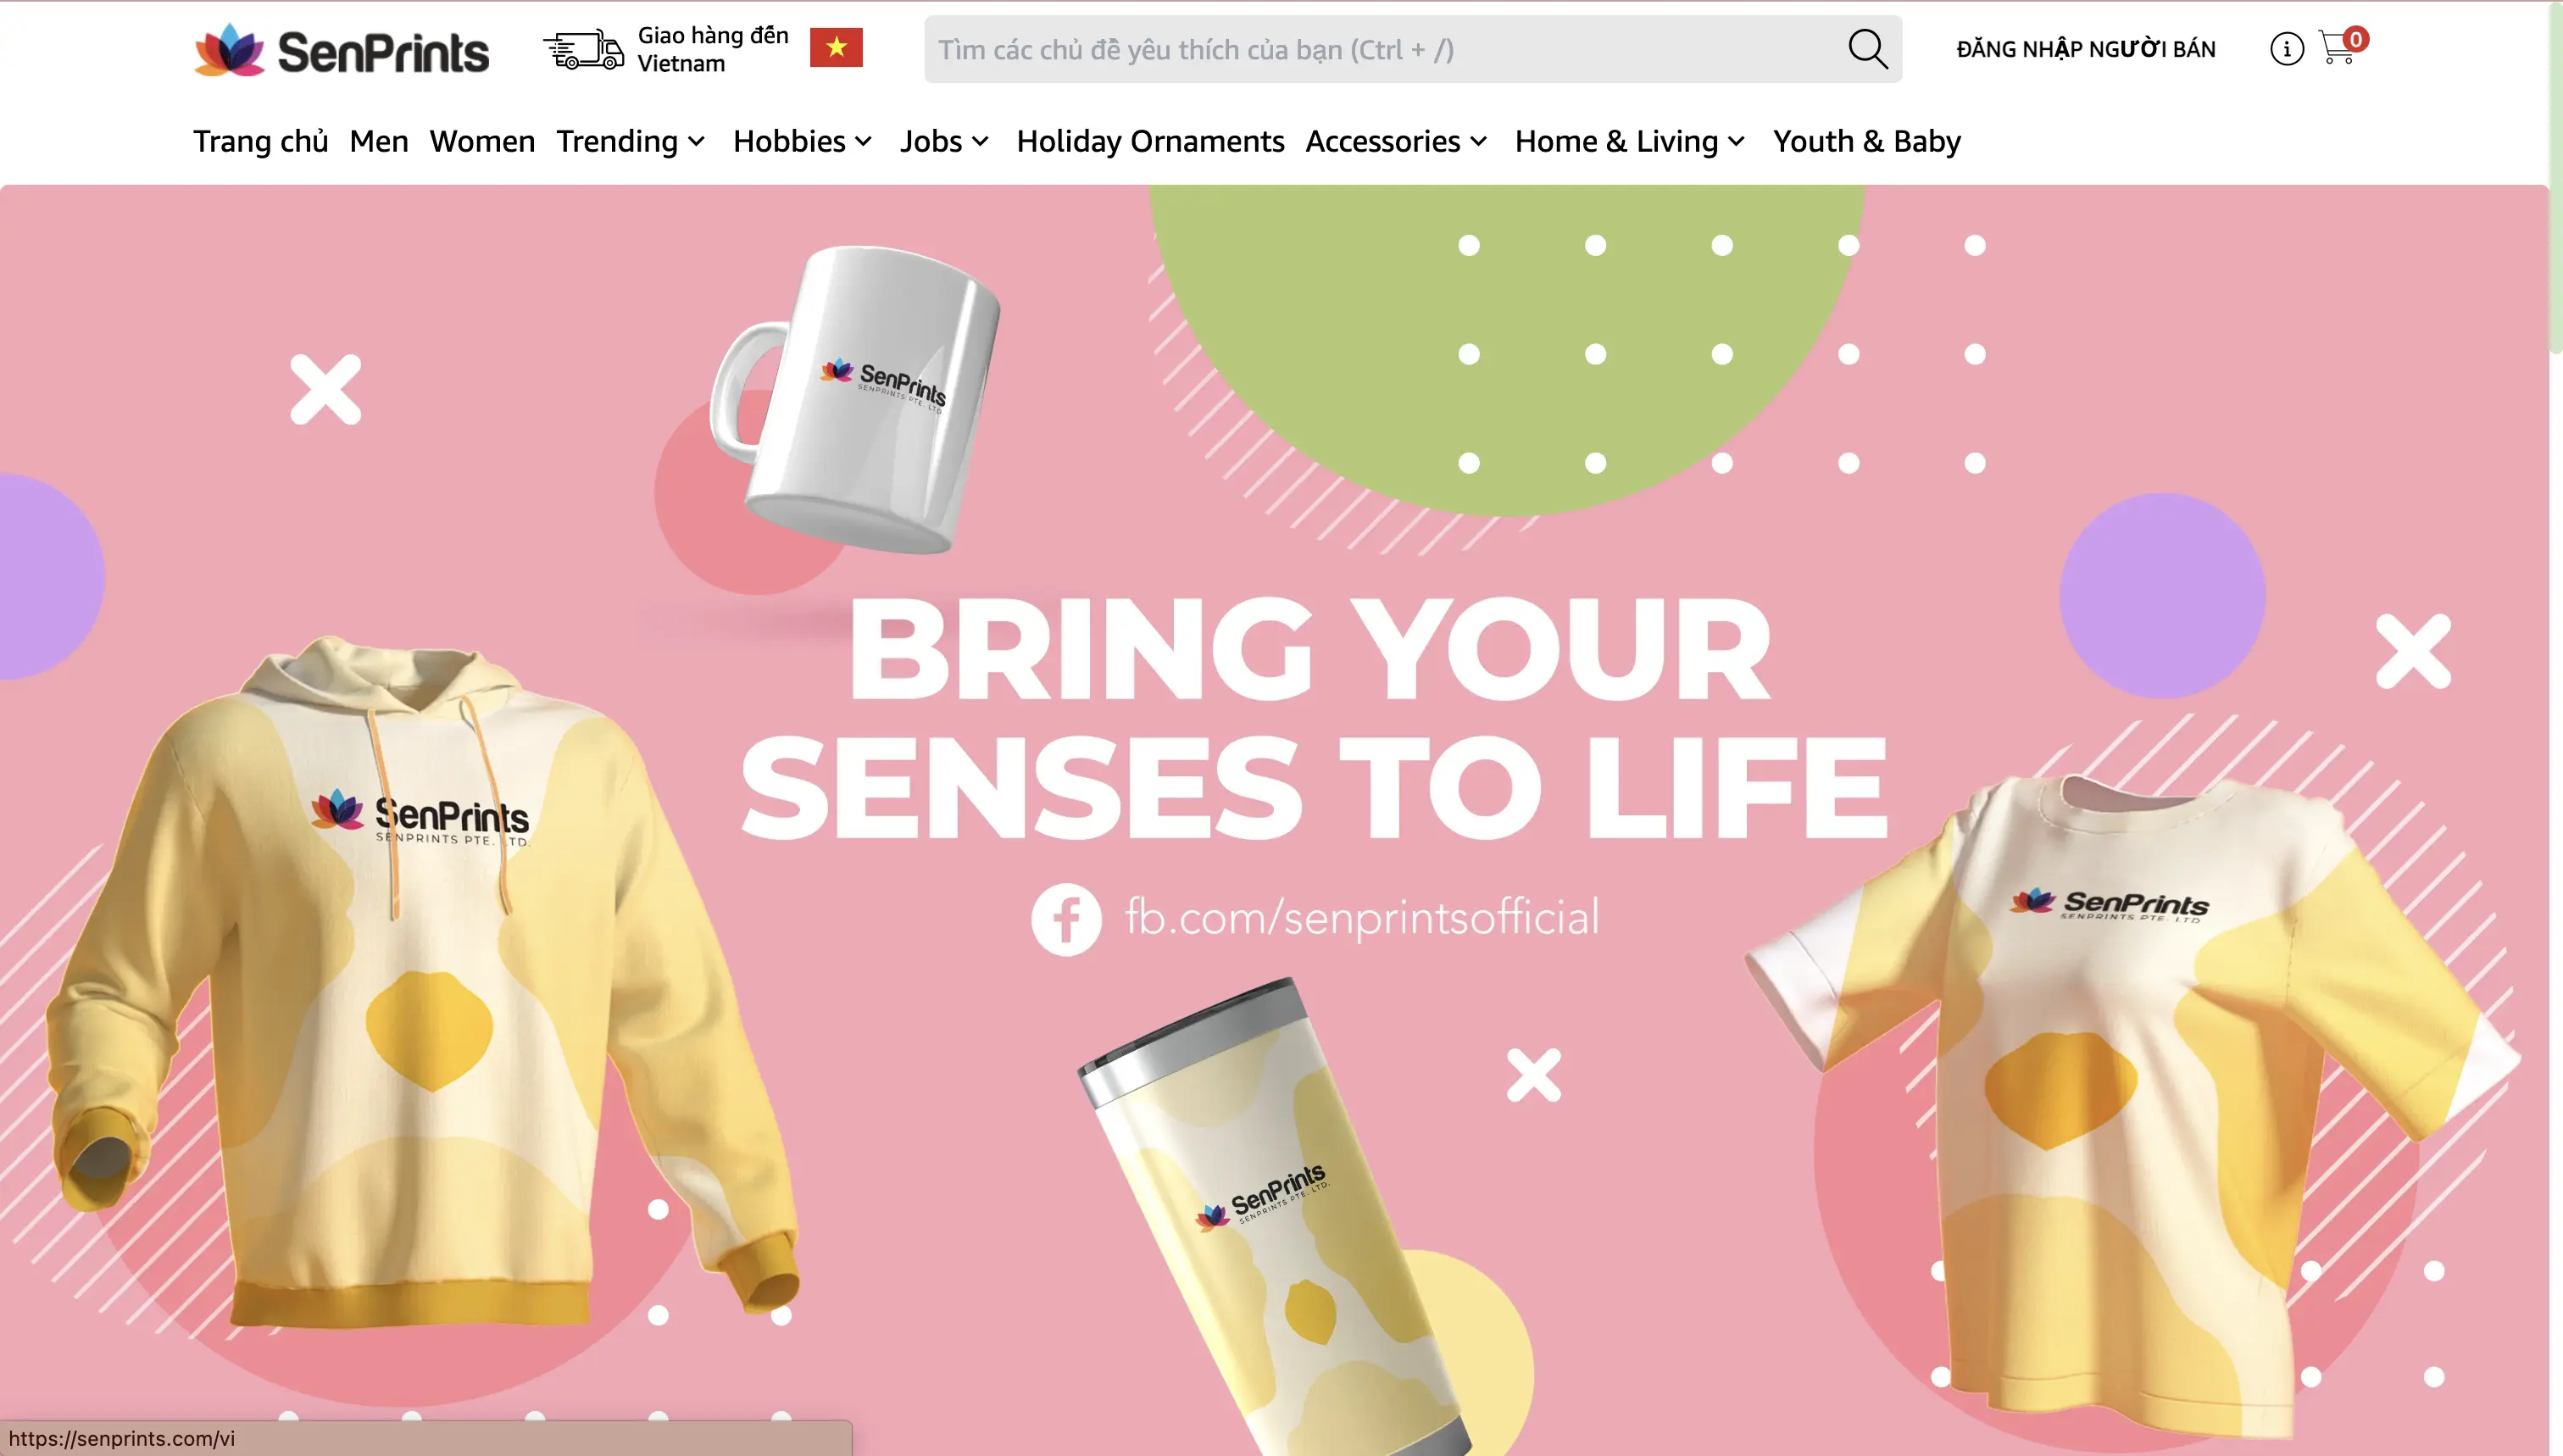 SenPrints
Giao hàng đến
Vietnam
Tìm các chủ đề yêu thích của bạn (Ctrl + /)
ĐĂNG NHẬP NGƯỜI BÁN
0
Trang chủ Men Women Trending Hobbies Jobs Holiday Ornaments Accessories Home & Living Youth & Baby
SenPrints
SENPRINTS PTE. LTD
BRING YOUR
SENSES TO LIFE
fb.com/senprintsofficial
SenPrints
SENPRINTS PTE. LTD.
SenPrints
SENPRINTS PTE. LTD
SenPrints
SENPRINTS PTE. LTD.
https://senprints.com/vi